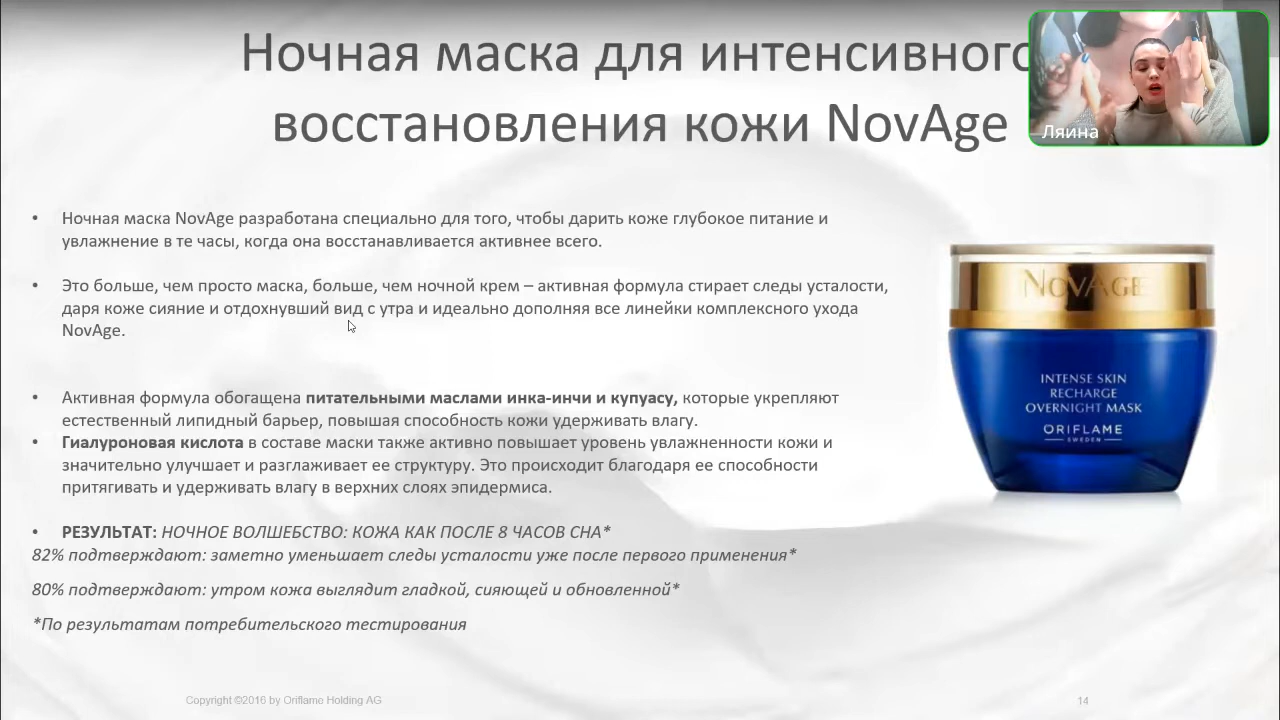 Ночная маска для интенсивного
восстановления кожи NovAge
Ляина
• Ночная маска NovAge разработана специально для того, чтобы дарить коже глубокое питание и
увлажнение в те часы, когда она восстанавливается активнее всего.
• Это больше, чем просто маска, больше, чем ночной крем – активная формула стирает следы усталости,
даря коже сияние и отдохнувший вид с утра и идеально дополняя все линейки комплексного ухода
NovAge.
• Активная формула обогащена питательными маслами инка-инчи и купуасу, которые укрепляют
естественный липидный барьер, повышая способность кожи удерживать влагу.
• Гиалуроновая кислота в составе маски также активно повышает уровень увлажненности кожи и
значительно улучшает и разглаживает ее структуру. Это происходит благодаря ее способности
притягивать и удерживать влагу в верхних слоях эпидермиса.
• РЕЗУЛЬТАТ: НОЧНОЕ ВОЛШЕБСТВО: КОЖА КАК ПОСЛЕ 8 ЧАСОВ СНА*
82% подтверждают: заметно уменьшает следы усталости уже после первого применения*
80% подтверждают: утром кожа выглядит гладкой, сияющей и обновленной*
*По результатам потребительского тестирования
NOVAGE
INTENSE SKIN
RECHARGE
OVERNIGHT MASK
ORIFLAME
SWEDEN
Copyright ©2016 by Oriflame Holding AG
14